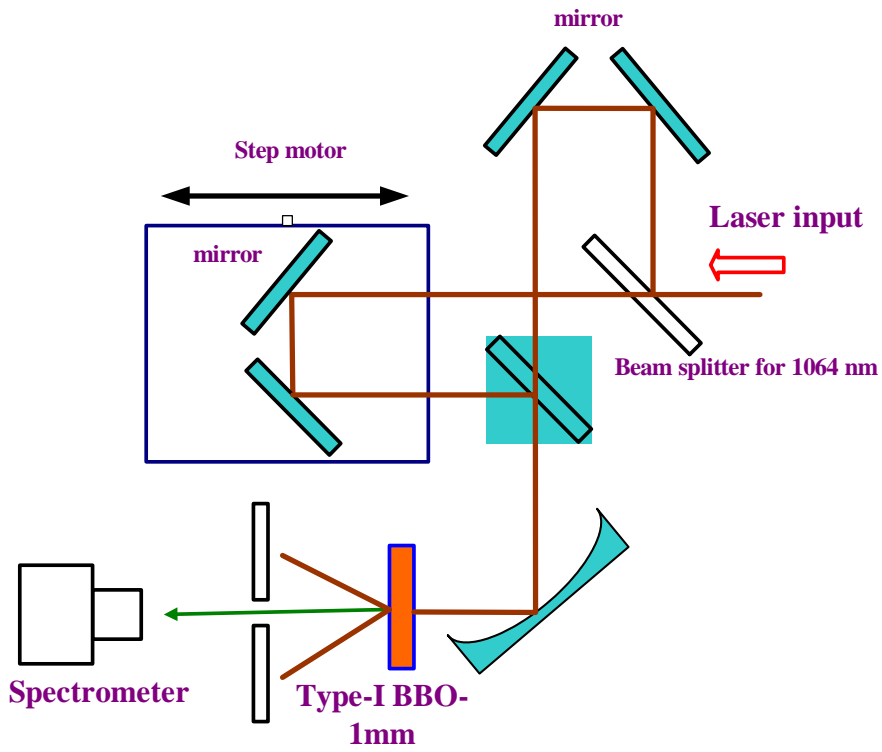 mirror
Step motor
Laser input
mirror
Beam splitter for 1064 nm
Spectrometer
Type-I BBO-
1mm